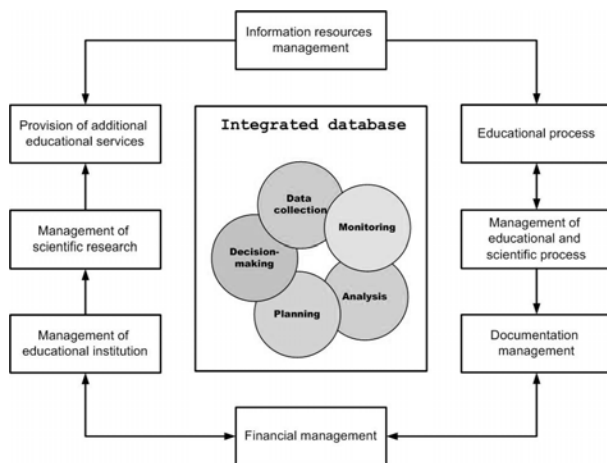 Information resources
management
Provision of additional
educational services
Integrated database
Educational process
Data
collection
Monitoring
Management of
scientific research
Decision-
making
Management of
educational and
scientific process
Analysis
Planning
Management of
educational institution
Documentation
management
Financial management